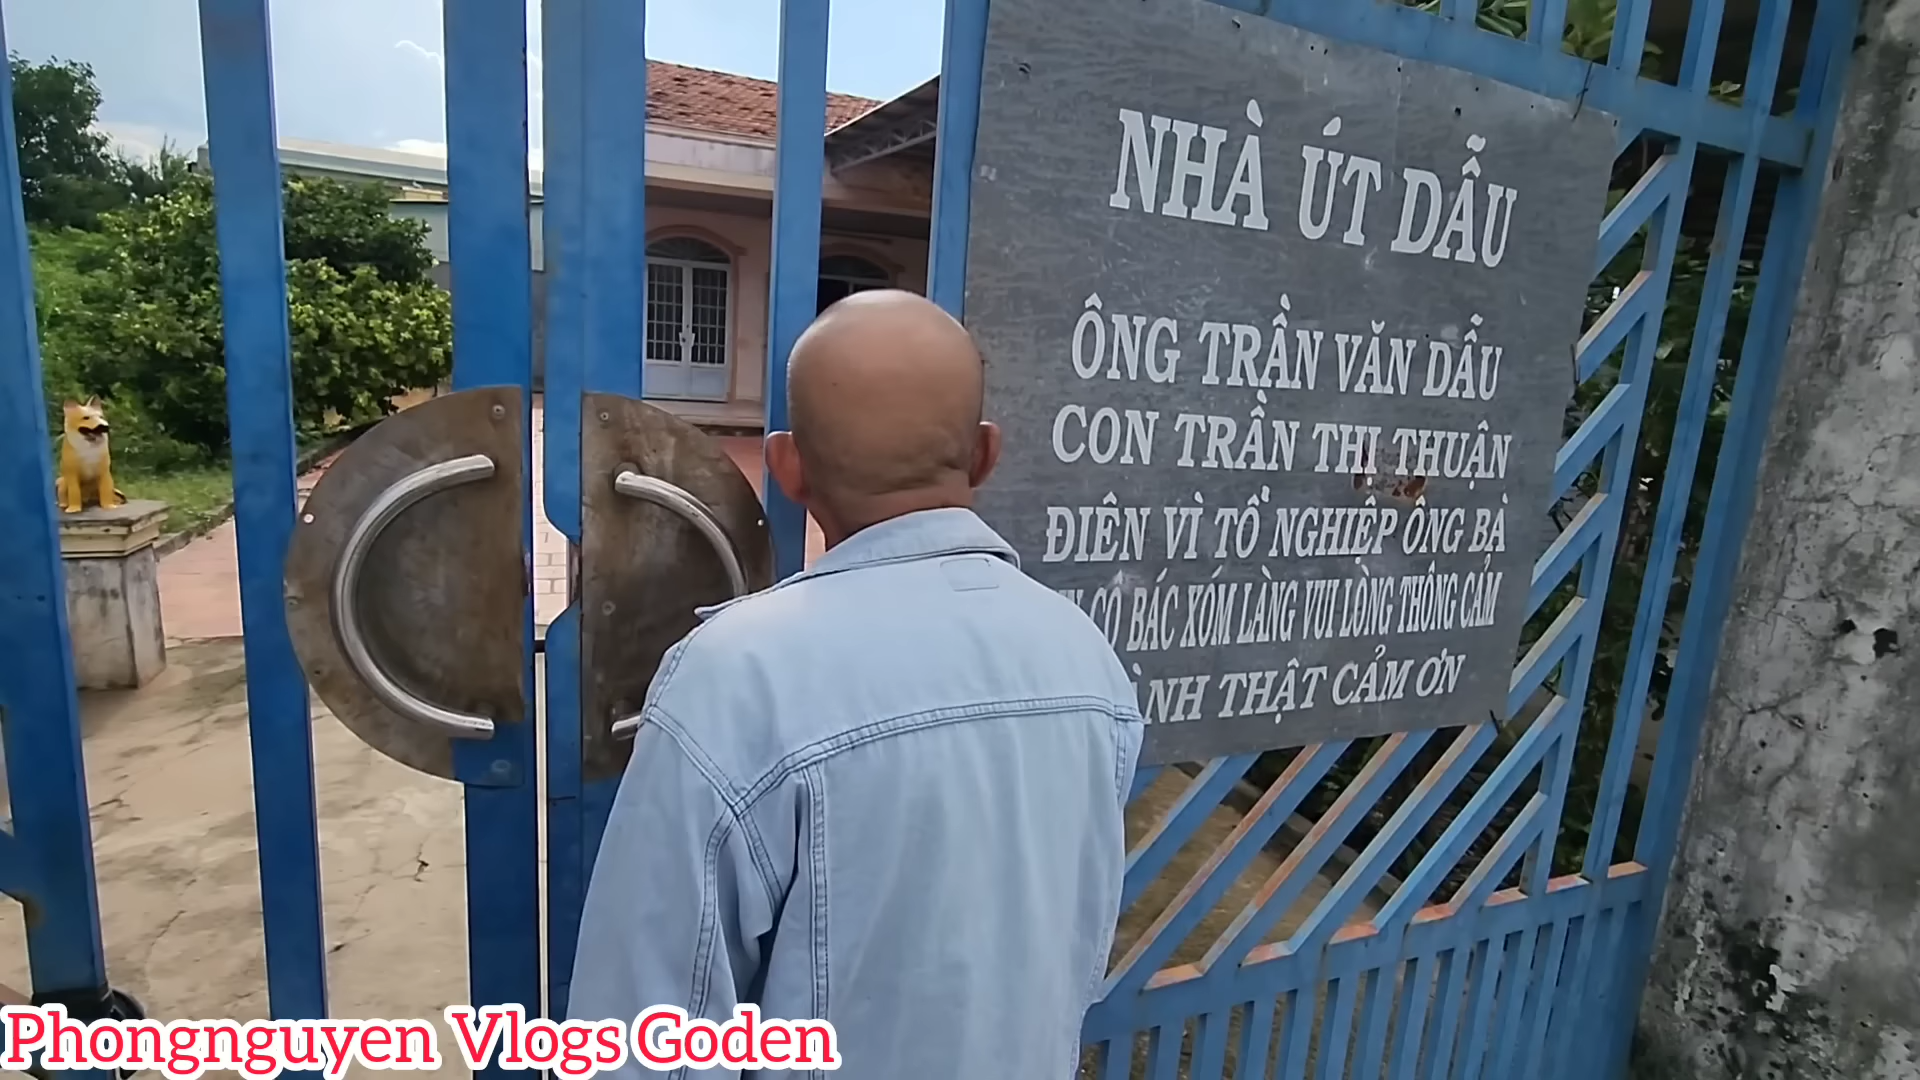 NHÀ ÚT DẪU
ÔNG TRẦN VĂN DẪU
CON TRẦN THỊ THUẬN
ĐIÊN VÌ TỔ NGHIỆP ÔNG BÀ
CÔ BÁC XÓM LÀNG VUI LÒNG THÔNG CẢM
THẬT CẢM ƠN
Phongnguyen Vlogs Goden